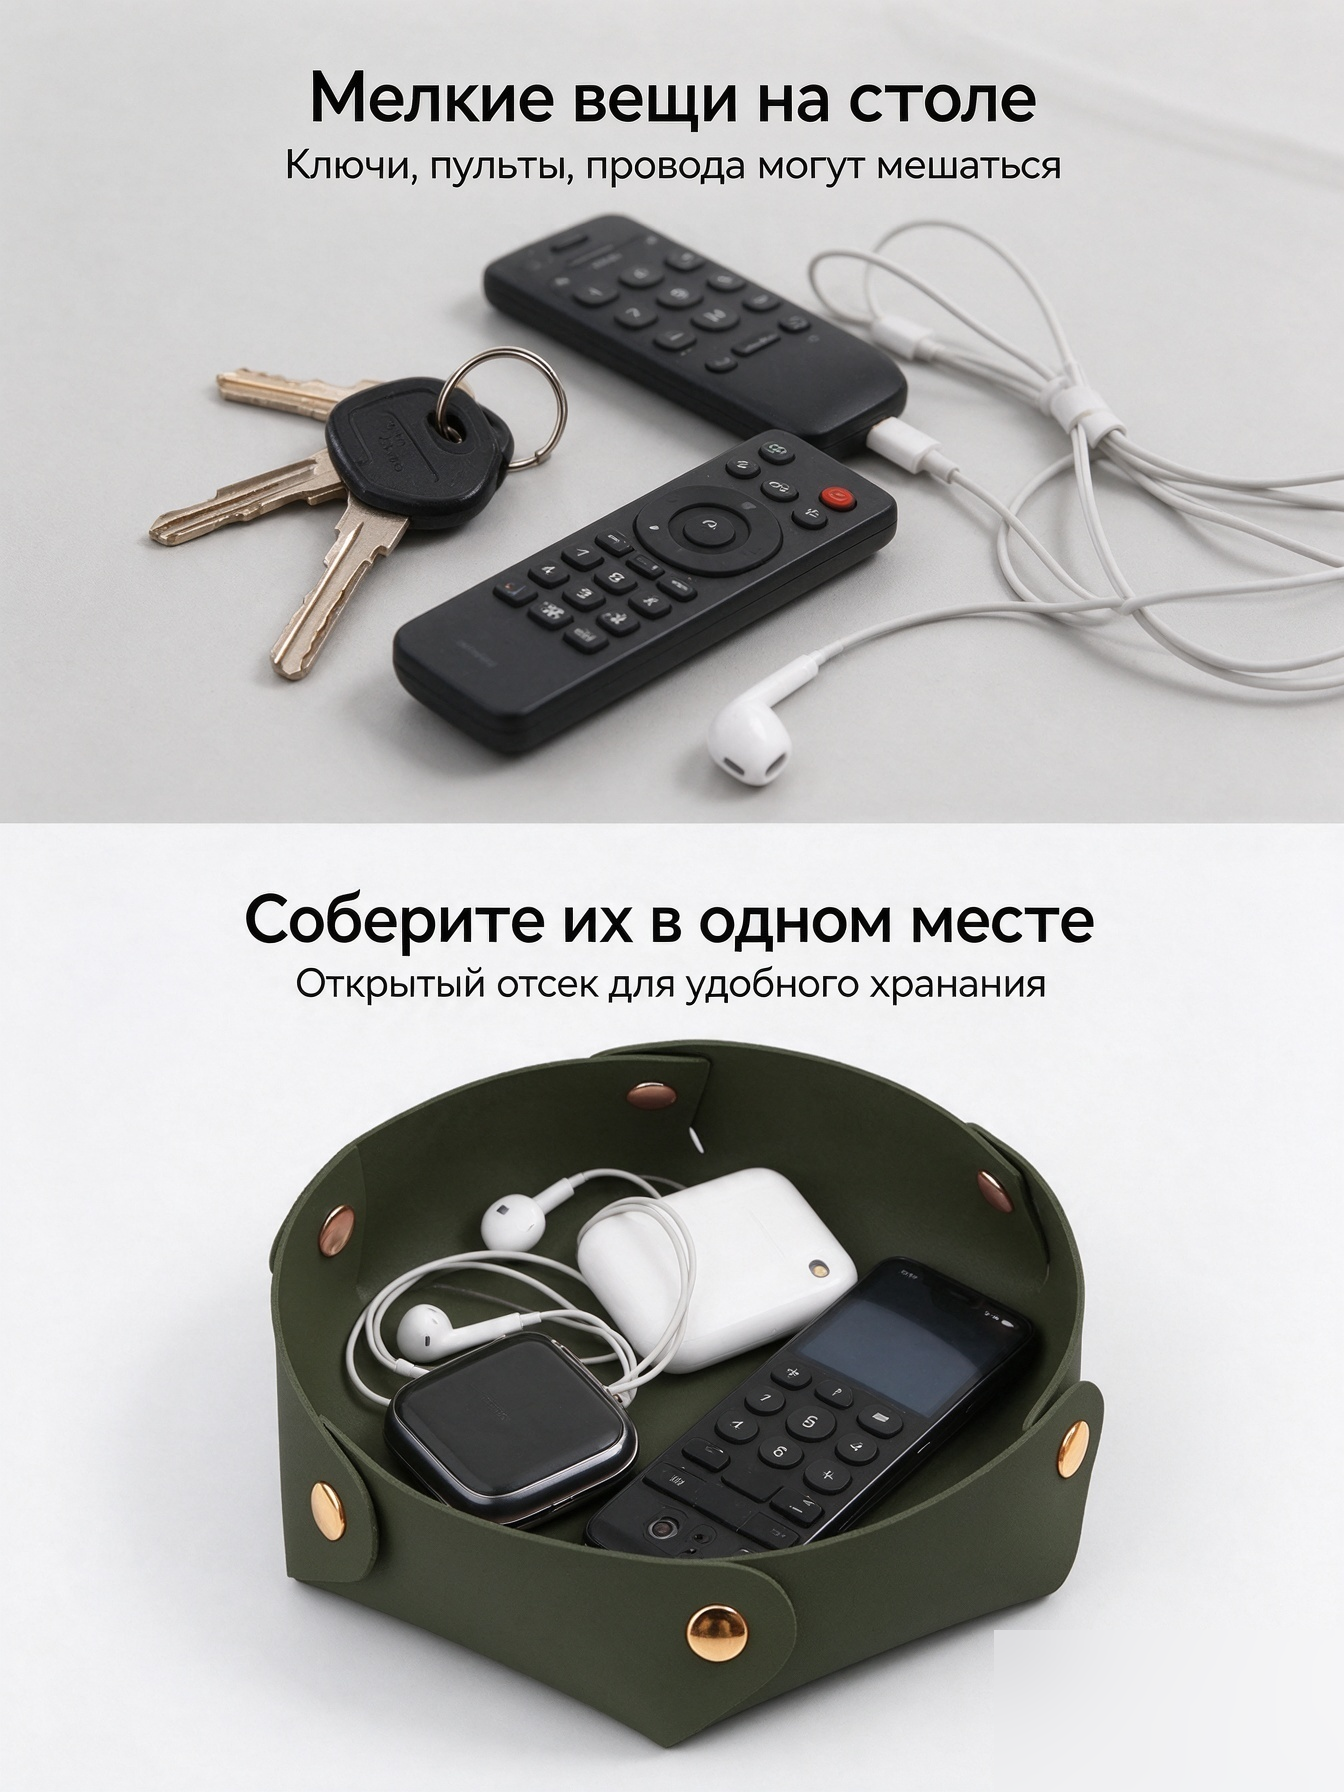 Мелкие вещи на столе
Ключи, пульты, провода могут мешаться
Соберите их в одном месте
Открытый отсек для удобного хранания